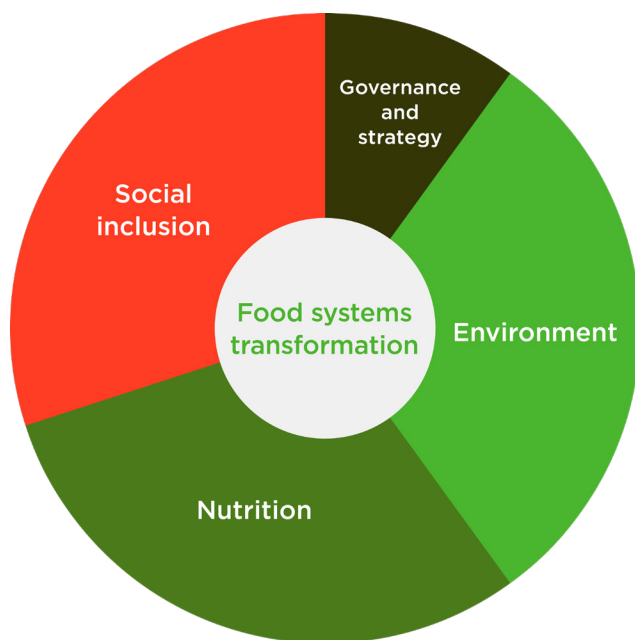 Governance
and
strategy
Social
inclusion
Food systems
transformation
Environment
Nutrition